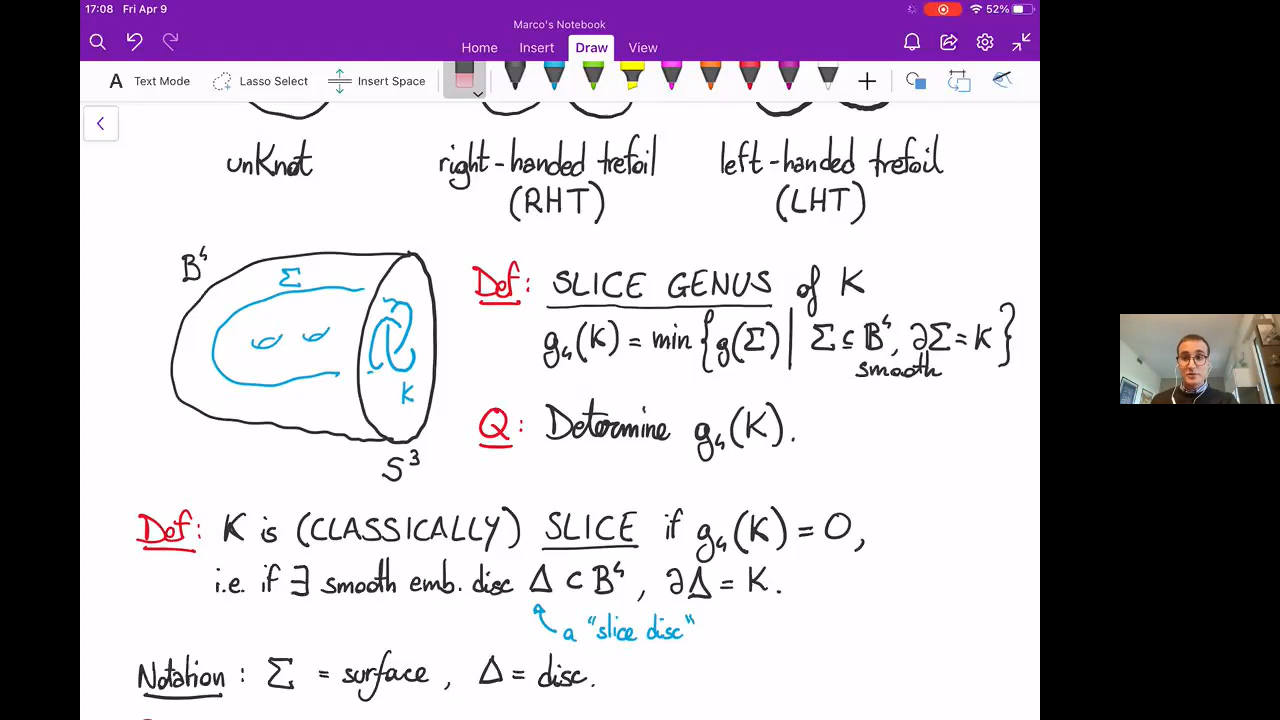 17:08 Fri Apr 9
52%
Marco's Notebook
Home Insert Draw View
A Text Mode Lasso Select Insert Space
unknot
right-handed trefoil
(RHT)
left-handed trefoil
(LHT)
B⁴
Σ
K
S³
Def: SLICE GENUS of K
g₄(K) = min { g(Σ) | Σ ⊆ B⁴, ∂Σ = K }
smooth
Q: Determine g₄(K).
Def: K is (CLASSICALLY) SLICE if g₄(K) = 0,
i.e. if ∃ smooth emb. disc Δ ⊂ B⁴, ∂Δ = K.
a "slice disc"
Notation: Σ = surface, Δ = disc.